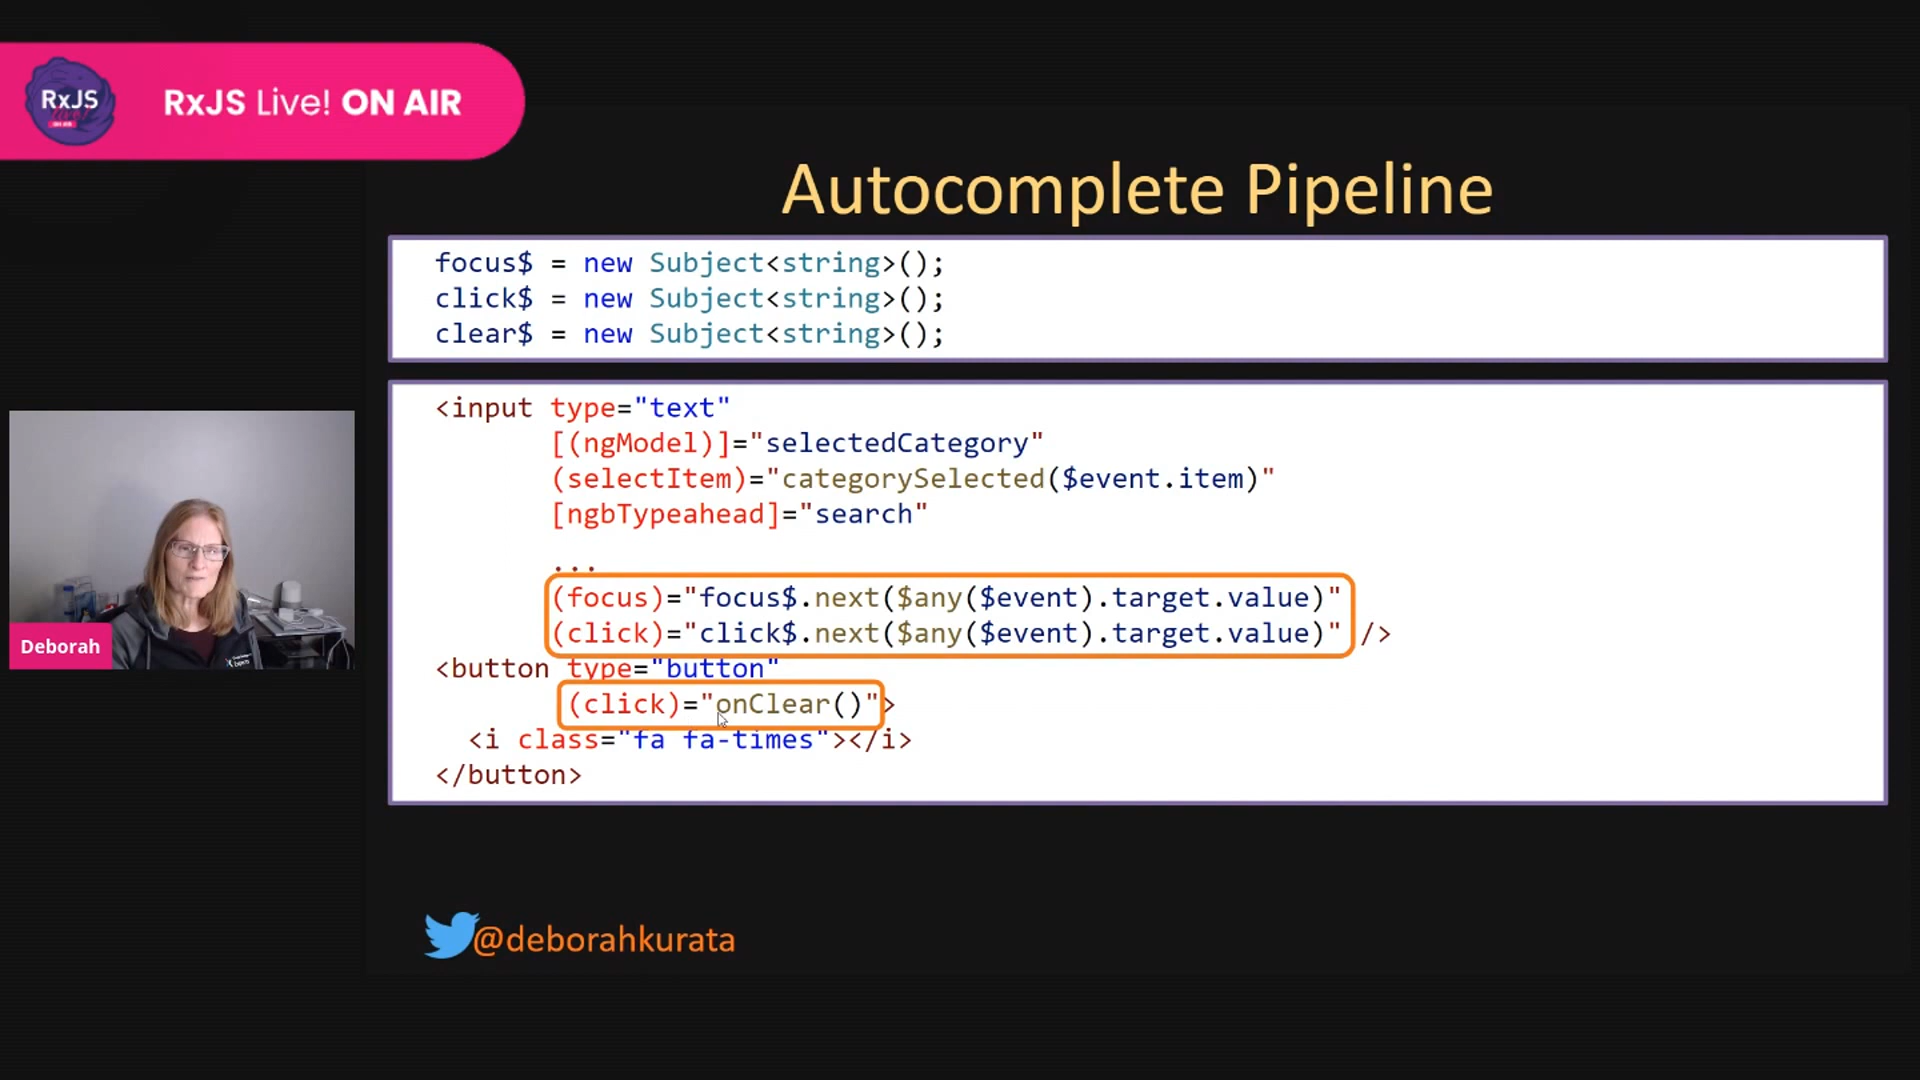 RxJS
RxJS Live! ON AIR
Autocomplete Pipeline
focus$ = new Subject<string>();
click$ = new Subject<string>();
clear$ = new Subject<string>();
<input type="text"
[(ngModel)]="selectedCategory"
(selectItem)="categorySelected($event.item)"
[ngbTypeahead]="search"
...
(focus)="focus$.next($any($event).target.value)"
(click)="click$.next($any($event).target.value)" />
<button type="button"
(click)="onClear()">
<i class="fa fa-times"></i>
</button>
Deborah
@deborahkurata